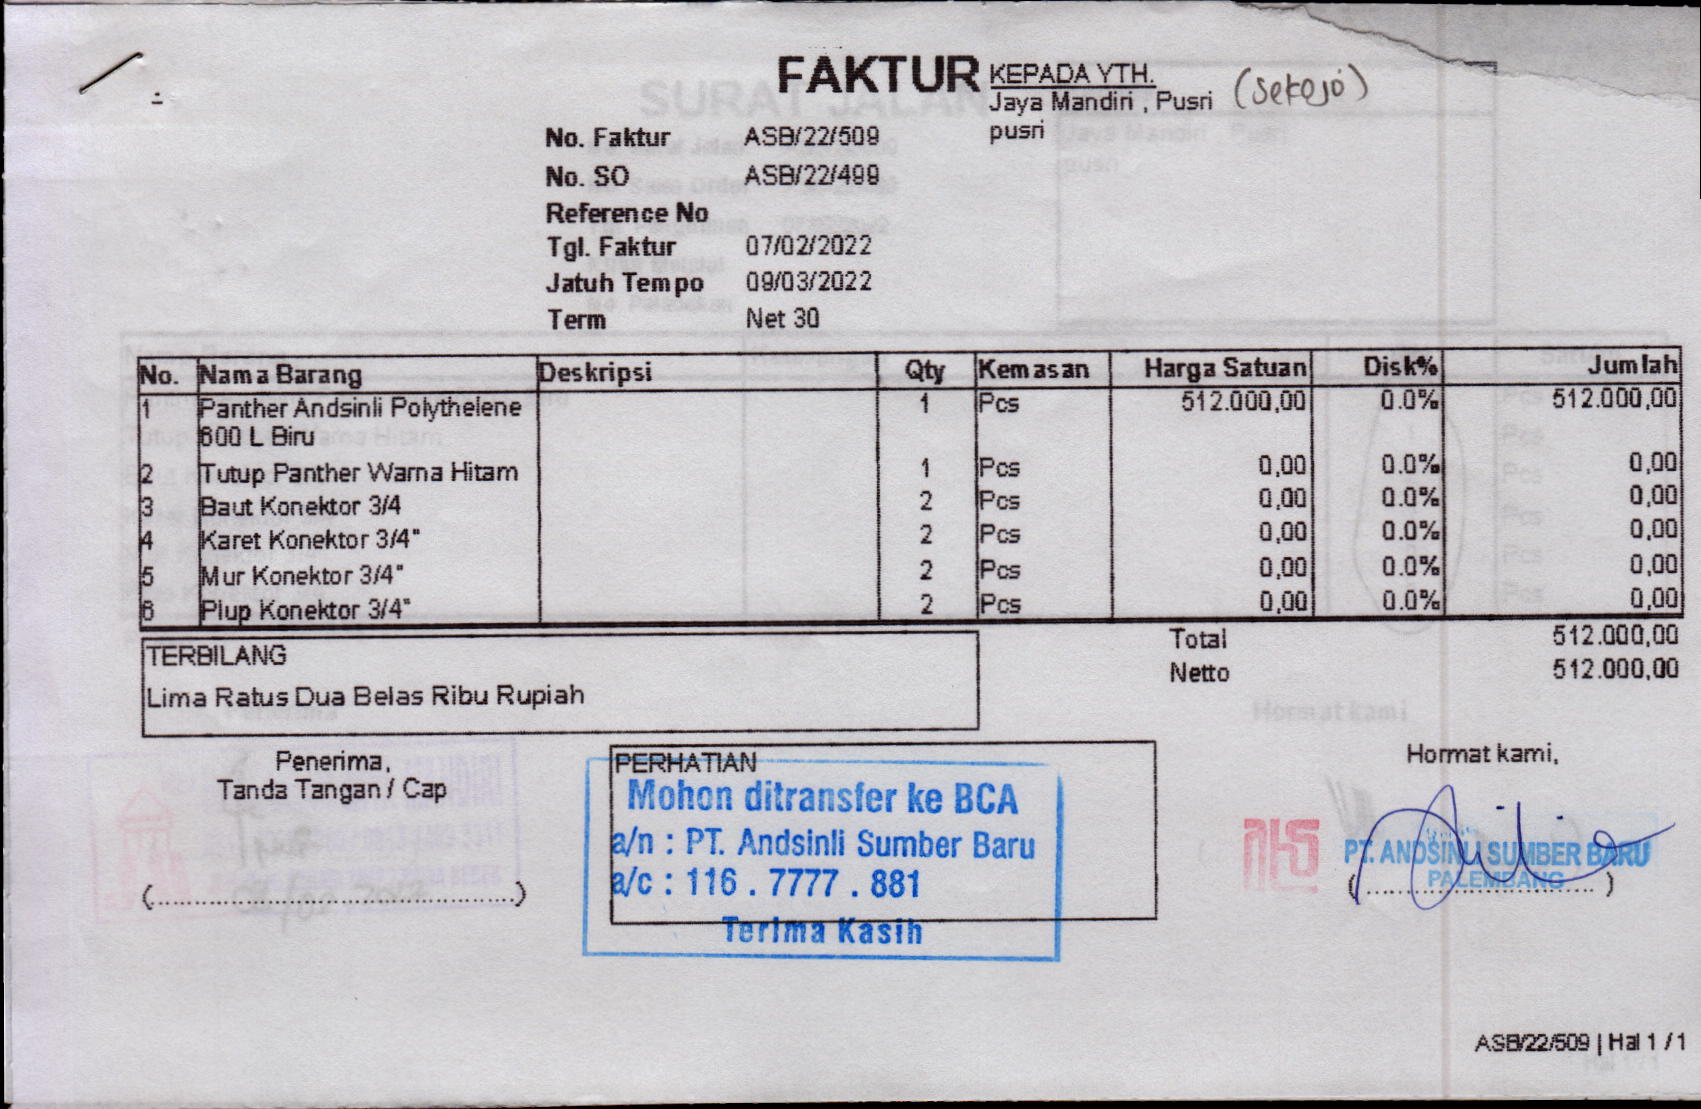 FAKTUR
KEPADA YTH.
Jaya Mandiri , Pusri (Sekojo)
pusri
No. Faktur ASB/22/509
No. SO ASB/22/499
Reference No
Tgl. Faktur 07/02/2022
Jatuh Tempo 09/03/2022
Term Net 30
No. Nama Barang Deskripsi Qty Kemasan Harga Satuan Disk% Jumlah
1 Panther Andsinli Polythelene 1 Pcs 512.000,00 0.0% 512.000,00
600 L Biru
2 Tutup Panther Warna Hitam 1 Pcs 0,00 0.0% 0,00
3 Baut Konektor 3/4 2 Pcs 0,00 0.0% 0,00
4 Karet Konektor 3/4" 2 Pcs 0,00 0.0% 0,00
5 Mur Konektor 3/4" 2 Pcs 0,00 0.0% 0,00
6 Plup Konektor 3/4" 2 Pcs 0,00 0.0% 0,00
Total 512.000,00
Netto 512.000,00
TERBILANG
Lima Ratus Dua Belas Ribu Rupiah
Penerima,
Tanda Tangan / Cap
(..........................................)
PERHATIAN
Mohon ditransfer ke BCA
a/n : PT. Andsinli Sumber Baru
a/c : 116 . 7777 . 881
Terima Kasih
Hormat kami,
PT. ANDSINLI SUMBER BARU
PALEMBANG
(..............................)
ASB/22/509 | Hal 1 / 1